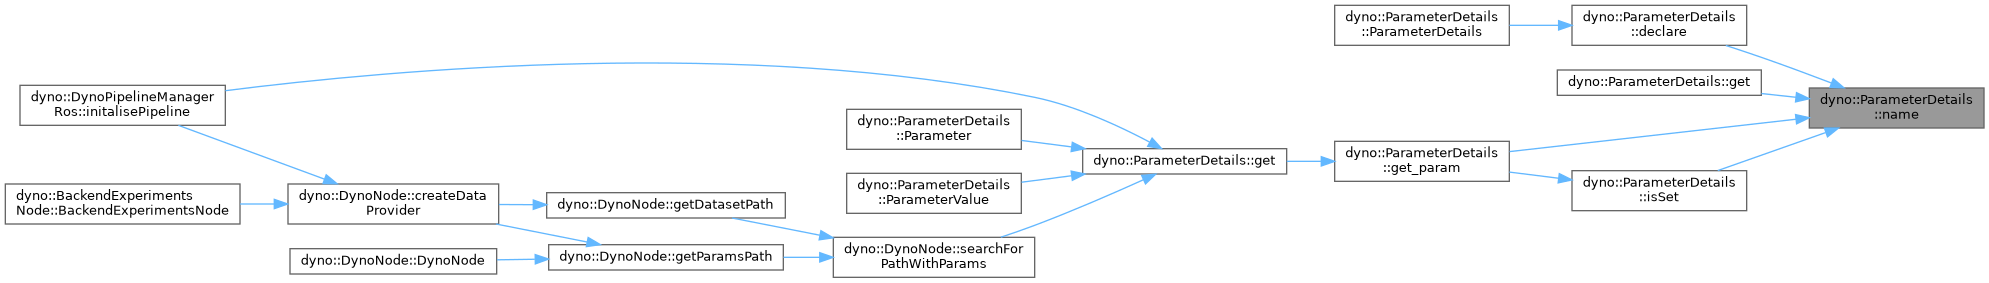 dyno::ParameterDetails
::ParameterDetails
dyno::ParameterDetails
::declare
dyno::ParameterDetails::get
dyno::DynoPipelineManager
Ros::initalisePipeline
dyno::ParameterDetails
::name
dyno::ParameterDetails
::Parameter
dyno::ParameterDetails::get
dyno::ParameterDetails
::get_param
dyno::ParameterDetails
::ParameterValue
dyno::ParameterDetails
::isSet
dyno::BackendExperiments
Node::BackendExperimentsNode
dyno::DynoNode::createData
Provider
dyno::DynoNode::getDatasetPath
dyno::DynoNode::DynoNode
dyno::DynoNode::getParamsPath
dyno::DynoNode::searchFor
PathWithParams